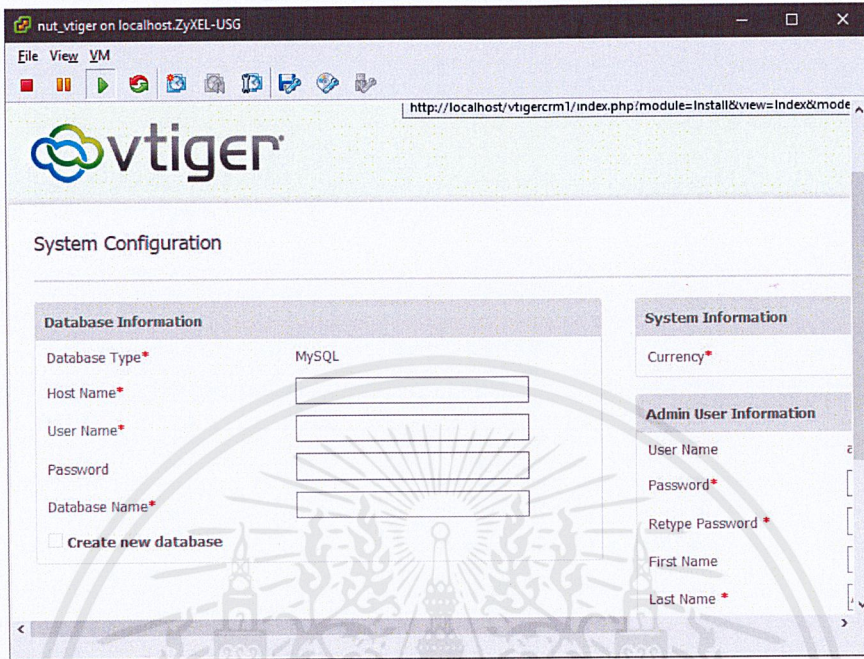 nut_vtiger on localhost.ZyXEL-USG
File View VM
http://localhost/vtigercrm1/index.php?module=Install&view=Index&mode
vtiger
System Configuration
Database Information
Database Type*
MySQL
Host Name*
User Name*
Password
Database Name*
Create new database
System Information
Currency*
Admin User Information
User Name
Password*
Retype Password *
First Name
Last Name *